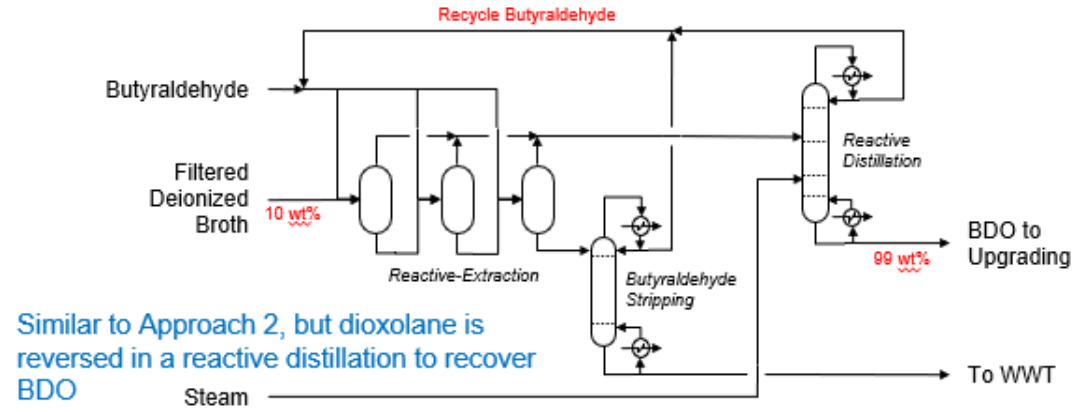 Recycle Butyraldehyde
Butyraldehyde
Filtered
Deionized
Broth
10 wt%
Reactive-Extraction
Reactive
Distillation
Butyraldehyde
Stripping
BDO to
Upgrading
99 wt%
Similar to Approach 2, but dioxolane is
reversed in a reactive distillation to recover
BDO
Steam
To WWT